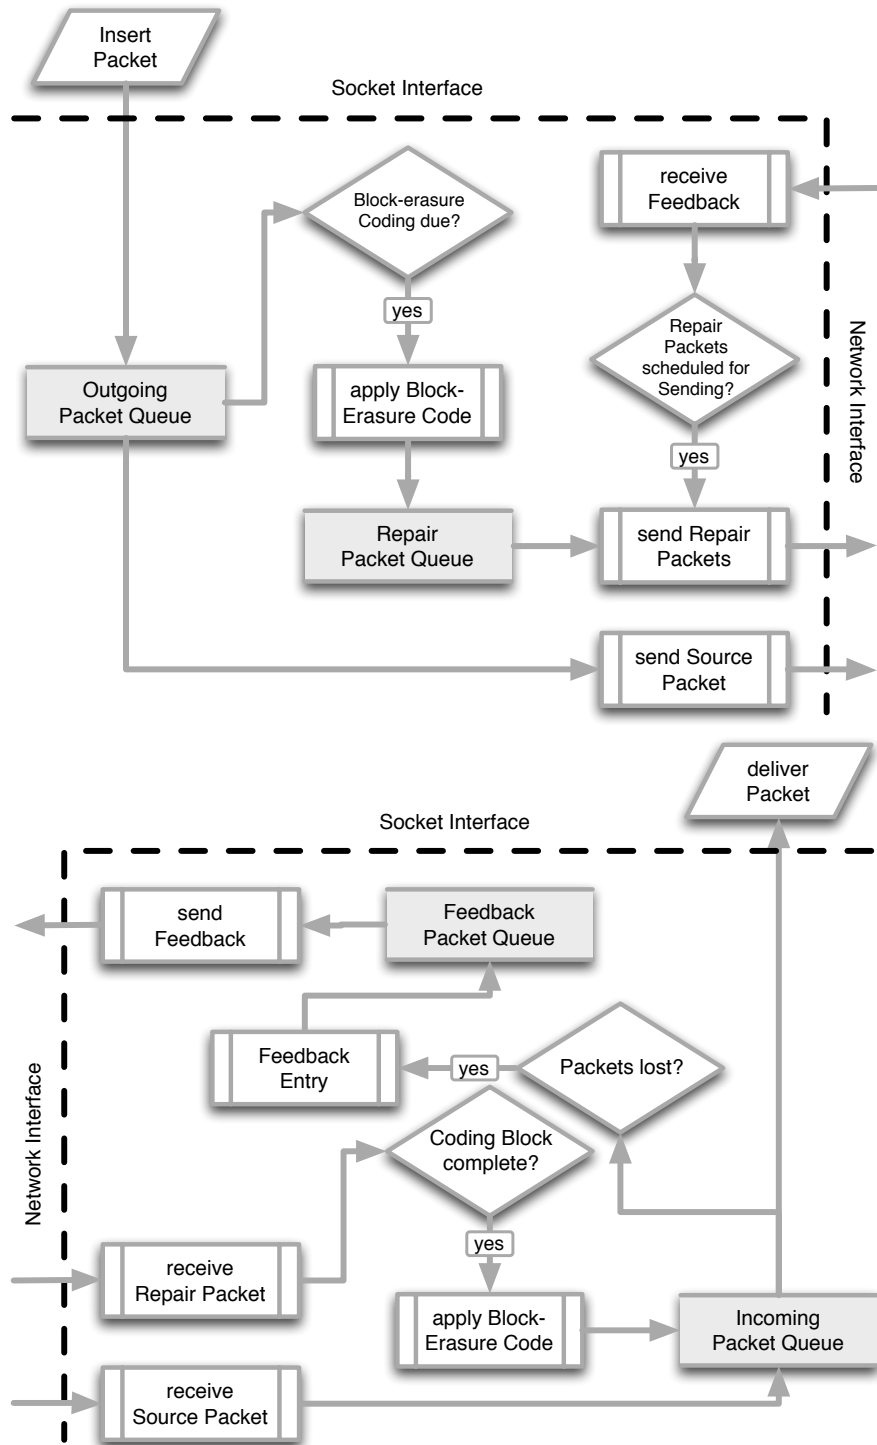 Insert
Packet
Socket Interface
Block-erasure
Coding due?
receive
Feedback
yes
Repair
Packets
scheduled for
Sending?
Network Interface
Outgoing
Packet Queue
apply Block-
Erasure Code
yes
Repair
Packet Queue
send Repair
Packets
send Source
Packet
deliver
Packet
Socket Interface
send
Feedback
Feedback
Packet Queue
Feedback
Entry
yes
Packets lost?
Network Interface
Coding Block
complete?
yes
receive
Repair Packet
apply Block-
Erasure Code
Incoming
Packet Queue
receive
Source Packet